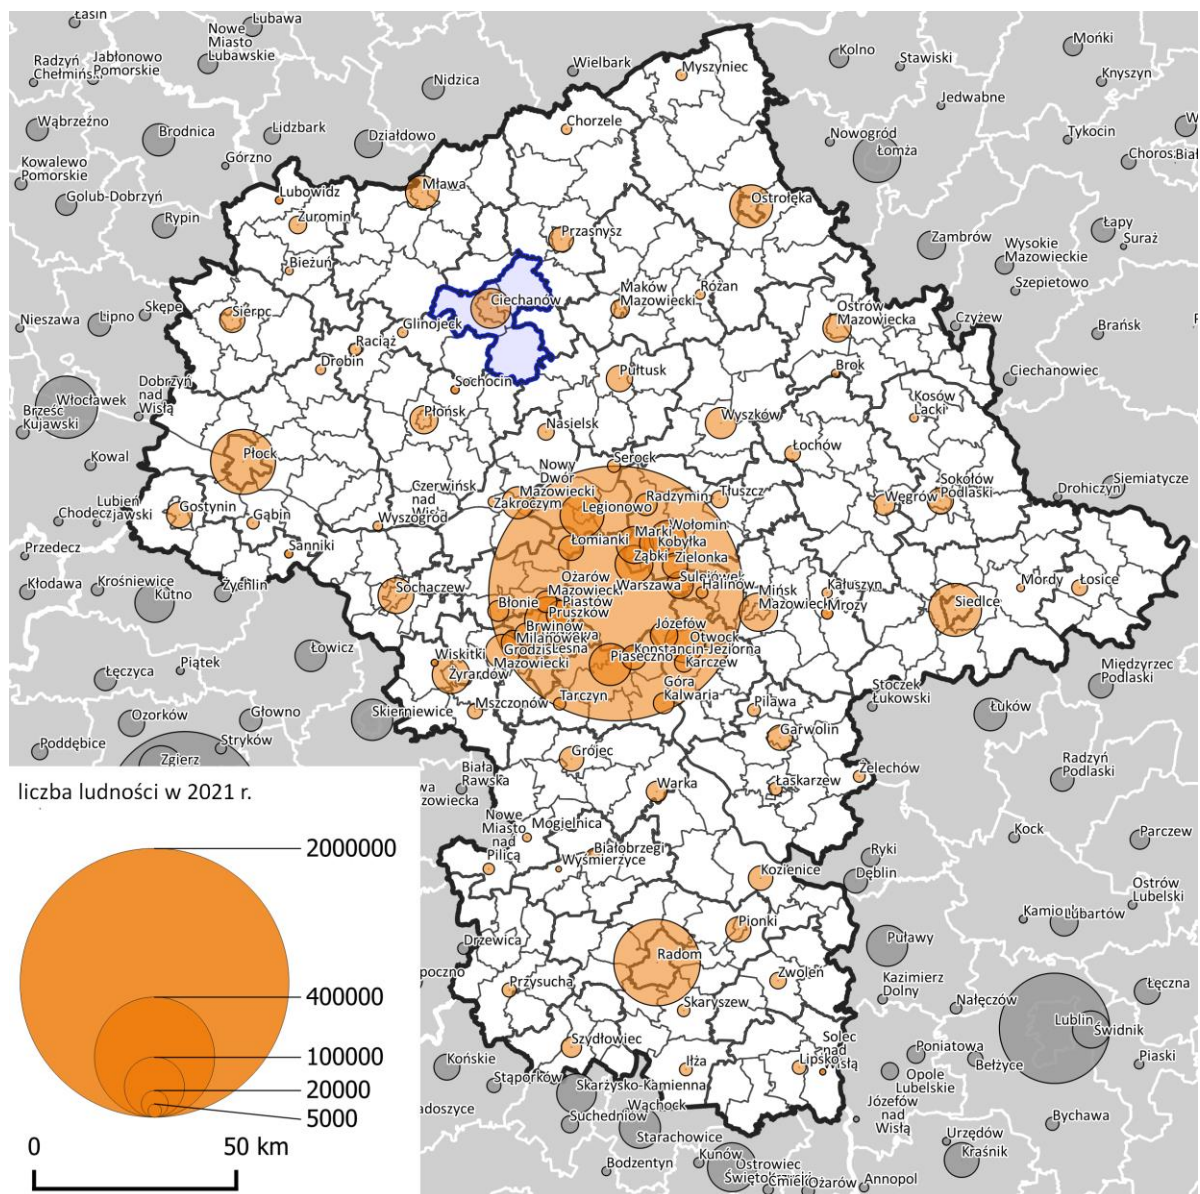 Łasin
Lubawa
Nowe
Miasto
Lubawskie
Radzyń
Jabłonowo
Pomorskie
Nidzica
Wielbark
Myszyniec
Kolno
Stawiski
Mońki
Knyszyn
Jedwabne
Wąbrzeźno
Brodnica
Lidzbark
Działdowo
Chorzele
Nowogród
Łomża
Tykocin
Choros
Kowalewo
Pomorskie
Górzno
Golub-Dobrzyń
Lubowidz
Mława
Ostrołęka
Rypin
Żuromin
Przasnysz
Zambrów
Łapy
Suraż
Wysokie
Mazowieckie
Bieżuń
Szepietowo
Ciechanów
Maków
Mazowiecki
Różan
Ostrów
Mazowiecka
Czyżew
Brańsk
Nieszawa
Lipno
Skępe
Sierpc
Glinojeck
Raciąż
Drobin
Brok
Ciechanowiec
Pułtusk
Sochocin
Włocławek
Dobrzyń
nad
Wisłą
Brześć
Kujawski
Płońsk
Nasielsk
Wyszków
Kosów
Lacki
Kowal
Płock
Łochów
Serock
Nowy
Dwór
Mazowiecki
Zakroczym
Legionowo
Radzymin
Tłuszcz
Węgrów
Sokołów
Podlaski
Drohiczyn
Siemiatycze
Czerwińsk
nad
Wyszogród
Lubień
Chodecz
Gostynin
Gąbin
Wołomin
Marki
Kobyłka
Łomianki
Ząbki
Zielonka
Przedecz
Sanniki
Sulejówek
Halinów
Warszawa
Ożarów
Mazowiecki
Piastów
Pruszków
Błonie
Kłodawa
Krośniewice
Kutno
Żychlin
Sochaczew
Mińsk
Mazowiecki
Kałuszyn
Mrozy
Siedlce
Mordy
Łosice
Brwinów
Milanówek
Leśna
Józefów
Otwock
Konstancin-Jeziorna
Karczew
Piaseczno
Łowicz
Wiskitki
Żyrardów
Mazowiecki
Łęczyca
Piątek
Góra
Kalwaria
Tarczyn
Mszczonów
Pilawa
Stoczek
Łukowski
Międzyrzec
Podlaski
Ozorków
Głowno
Stryków
Skierniewice
Garwolin
Łuków
Poddębice
Zgierz
Biała
Rawska
Grójec
Warka
Łaskarzew
Żelechów
Radzyń
Podlaski
liczba ludności w 2021 r.
Nowe
Miasto
nad
Pilicą
Mogielnica
Białobrzegi
Wyśmierzyce
Kock
Parczew
Ryki
Dęblin
Kozienice
2000000
Ostrów
Lubelski
Lubartów
Pionki
Drzewica
Radom
Puławy
Przysucha
Zwoleń
Kazimierz
Dolny
Łęczna
Skaryszew
Nałęczów
400000
Lublin
Świdnik
Szydłowiec
Solec
nad
Wisłą
Lipsko
Iłża
Końskie
Stąporków
Poniatowa
Bełżyce
Piaski
100000
Opole
Lubelskie
Skarżysko-Kamienna
Wąchock
Suchedniów
Starachowice
Józefów
nad
Wisłą
20000
Bychawa
5000
Urzędów
Kraśnik
Kunów
Bodzentyn
Ostrowiec
Ożarów
Annopol
0
50 km